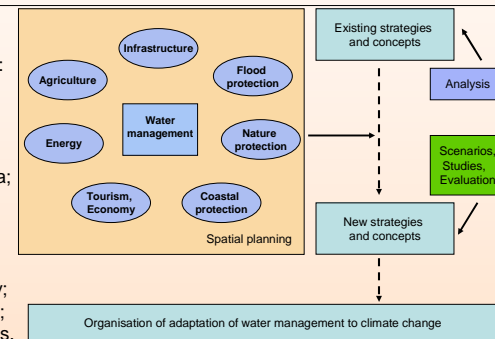 Infrastructure
Agriculture
Flood
protection
Water
management
Energy
Nature
protection
Tourism,
Economy
Coastal
protection
Spatial planning
Existing strategies
and concepts
Analysis
Scenarios,
Studies,
Evaluation
New strategies
and concepts
Organisation of adaptation of water management to climate change